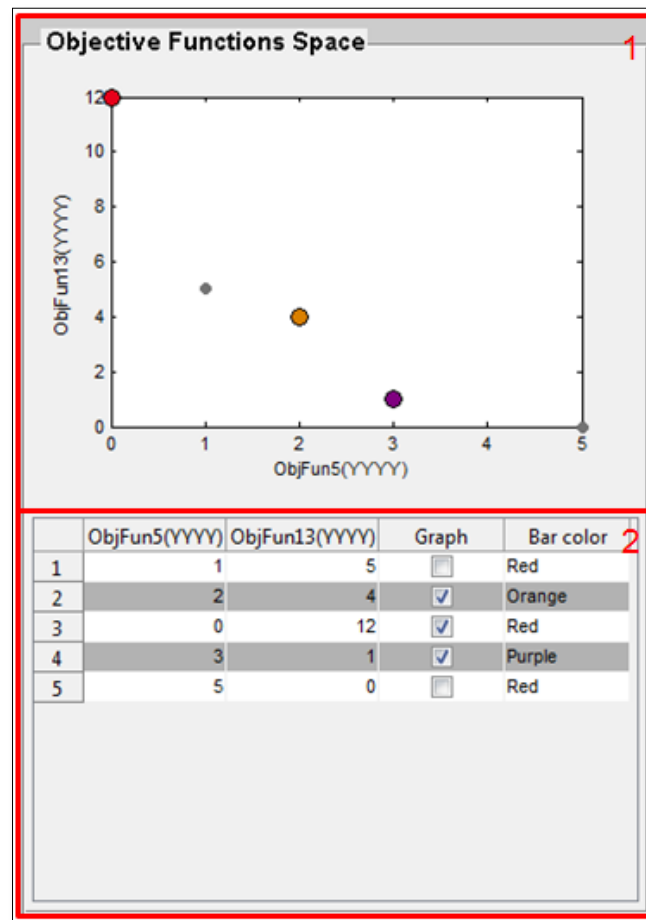 Objective Functions Space
1
12
10
8
6
4
2
0
ObjFun13(YYYY)
0 1 2 3 4 5
ObjFun5(YYYY)
ObjFun5(YYYY) ObjFun13(YYYY) Graph Bar color 2
1 1 5 Red
2 2 4 Orange
3 0 12 Red
4 3 1 Purple
5 5 0 Red